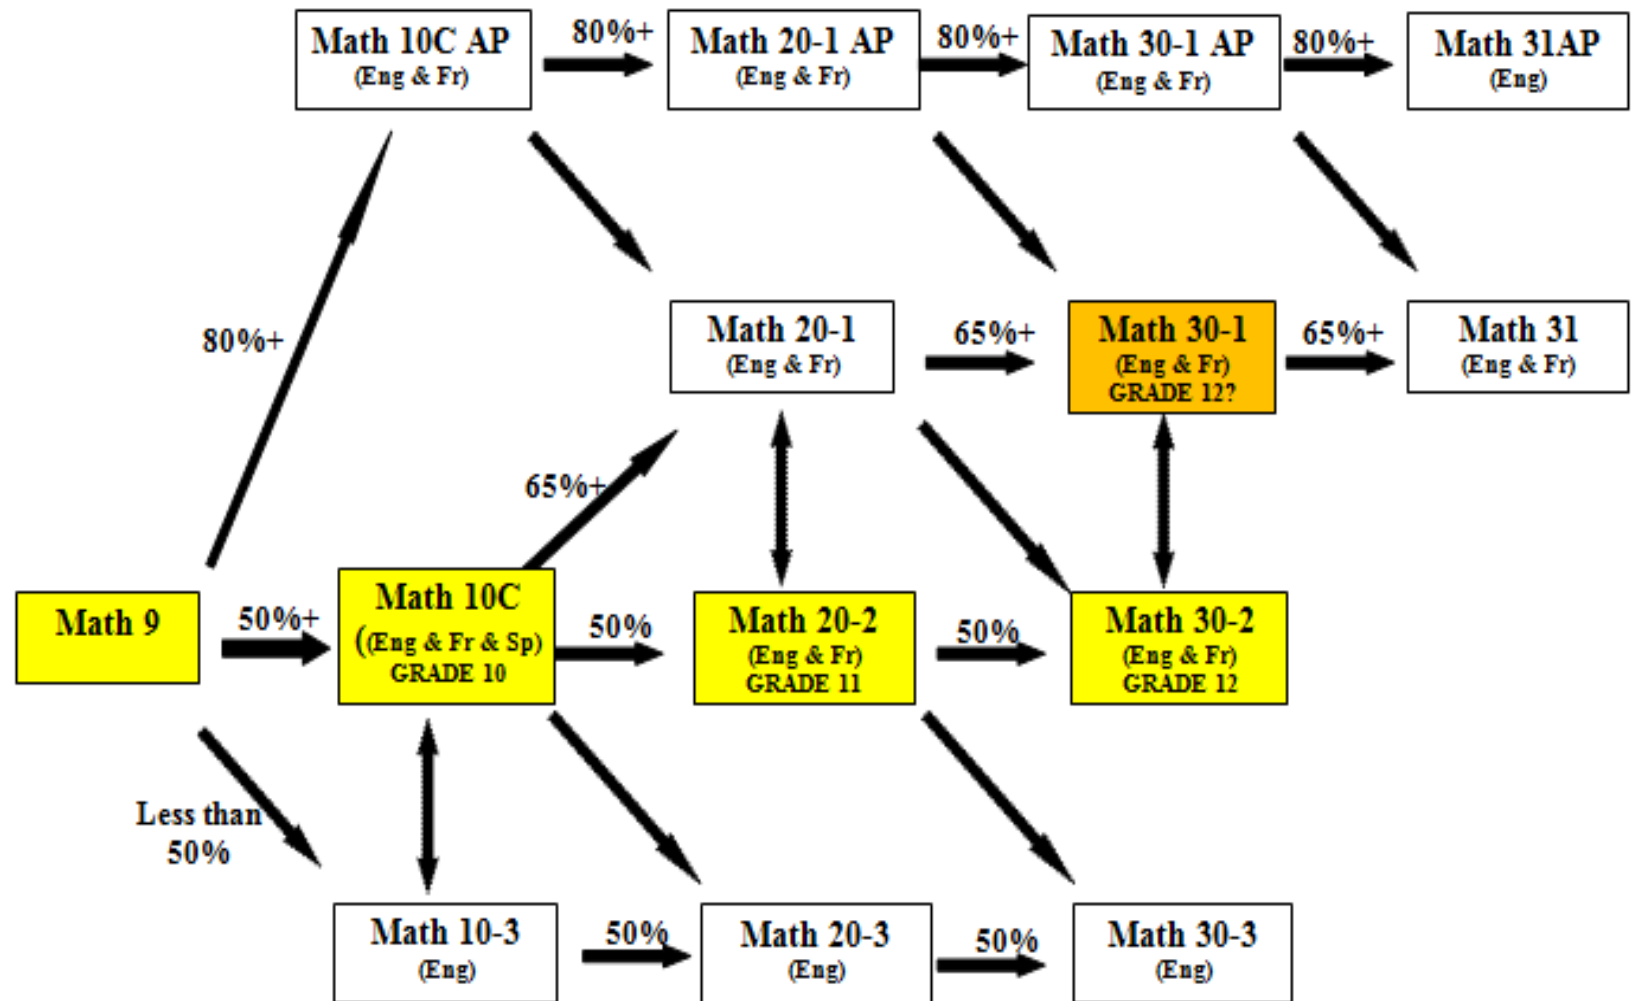 Math 10C AP
(Eng & Fr)
80%+
Math 20-1 AP
(Eng & Fr)
80%+
Math 30-1 AP
(Eng & Fr)
80%+
Math 31AP
(Eng)
80%+
Math 20-1
(Eng & Fr)
65%+
Math 30-1
(Eng & Fr)
GRADE 12?
65%+
Math 31
(Eng & Fr)
65%+
Math 9
50%+
Math 10C
((Eng & Fr & Sp)
GRADE 10
50%
Math 20-2
(Eng & Fr)
GRADE 11
50%
Math 30-2
(Eng & Fr)
GRADE 12
Less than
50%
Math 10-3
(Eng)
50%
Math 20-3
(Eng)
50%
Math 30-3
(Eng)